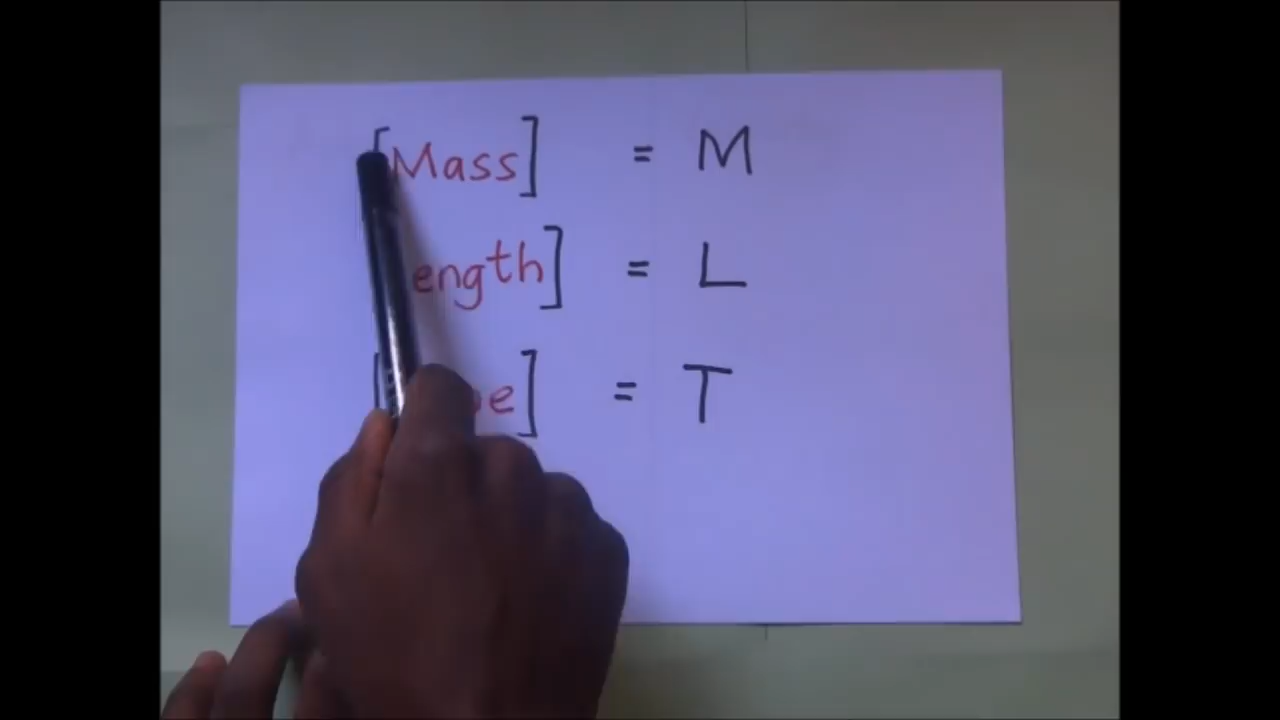 [Mass] = M
ength] = L
[ e] = T